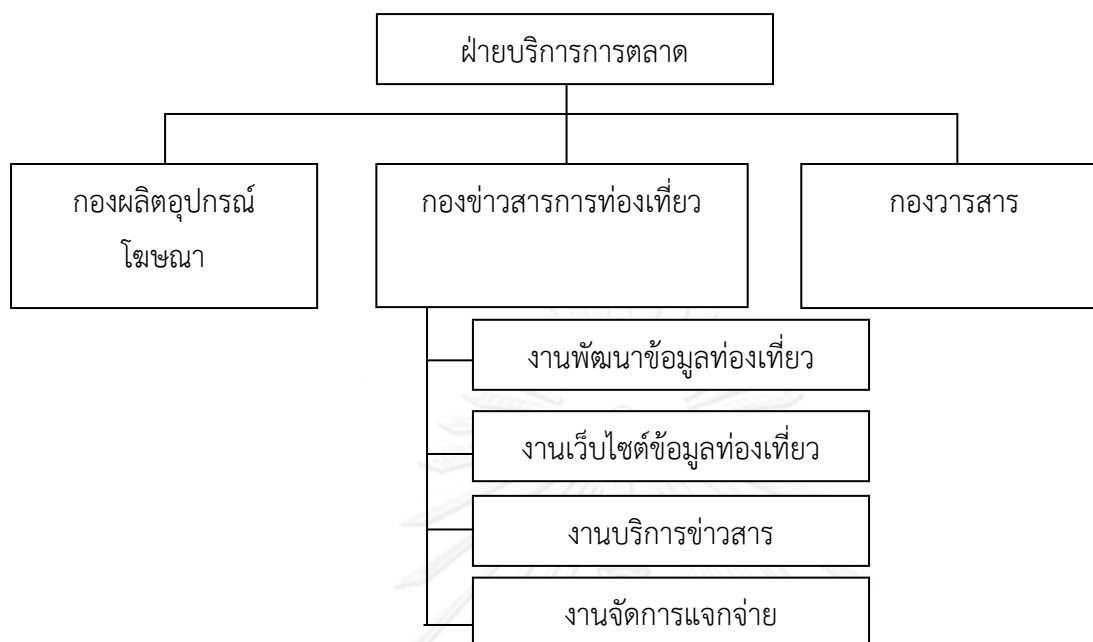 ฝ่ายบริการการตลาด
กองผลิตอุปกรณ์
โฆษณา
กองข่าวสารการท่องเที่ยว
กองวารสาร
งานพัฒนาข้อมูลท่องเที่ยว
งานเว็บไซต์ข้อมูลท่องเที่ยว
งานบริการข่าวสาร
งานจัดการแจกจ่าย